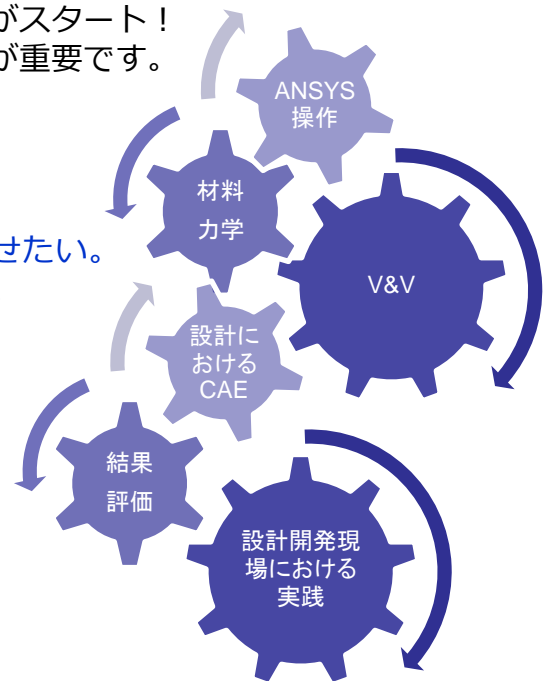 がスタート！
が重要です。
ANSYS
操作
材料
力学
せたい。
V&V
設計に
おける
CAE
結果
評価
設計開発現
場における
実践